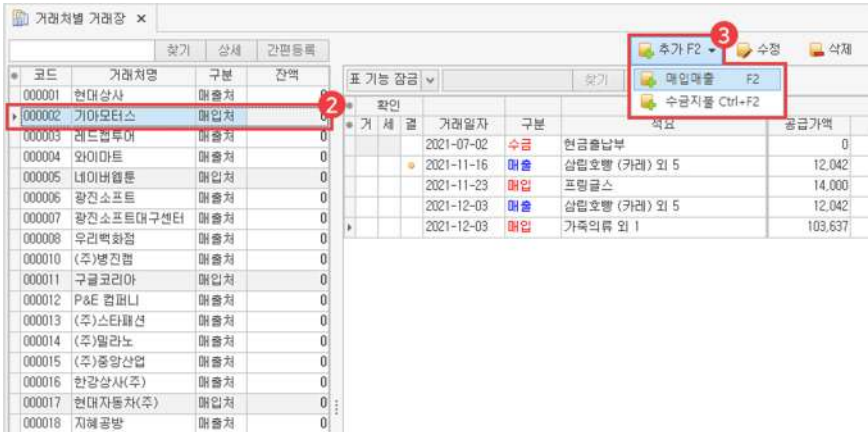 거래처별 거래장 ×
찾기 상세 간편등록
추가 F2 수정 삭제
3
매입매출 F2
수금지불 Ctrl+F2
코드 거래처명 구분 잔액
000001 현대상사 매출처 0
2
000002 기아모터스 매입처 0
000003 레드컵투어 매출처 0
000004 와이마트 매출처 0
000005 네이버웹툰 매입처 0
000006 광진소프트 매출처 0
000007 광진소프트대구센터 매출처 0
000008 우리백화점 매출처 0
000010 (주)병진컴 매출처 0
000011 구글코리아 매입처 0
000012 P&E 컴퍼니 매출처 0
000013 (주)스타패션 매출처 0
000014 (주)밀라노 매출처 0
000015 (주)중앙산업 매출처 0
000016 한강상사(주) 매출처 0
000017 현대자동차(주) 매입처 0
000018 지혜공방 매출처 0
표 기능 잠금 찾기
확인
거 세 결 거래일자 구분 적요 공급가액
2021-07-02 수금 현금출납부 0
2021-11-16 매출 삼립호빵 (카레) 외 5 12,042
2021-11-23 매입 프링글스 14,000
2021-12-03 매출 삼립호빵 (카레) 외 5 12,042
2021-12-03 매입 가죽의류 외 1 103,637